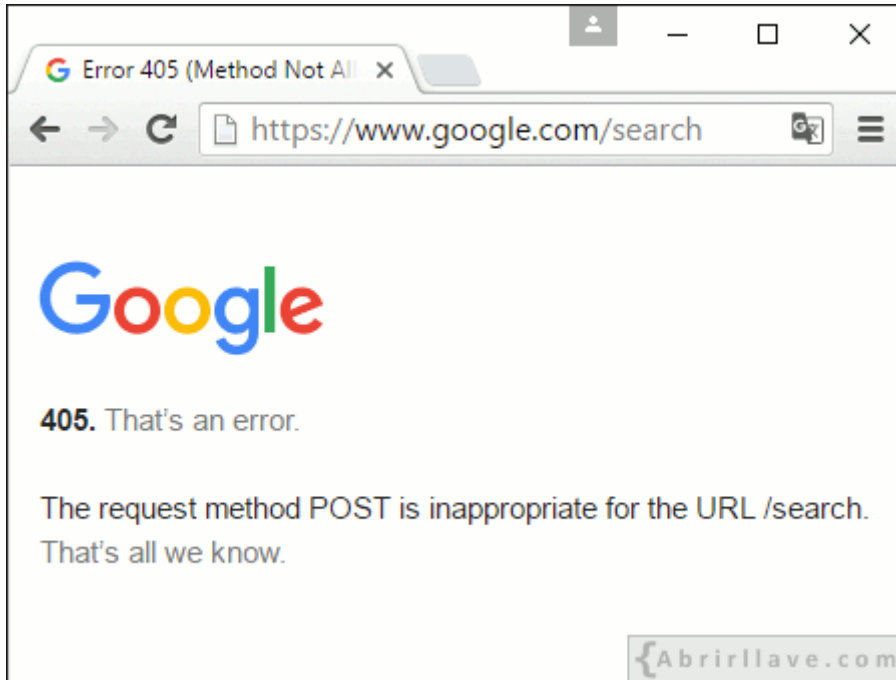 Error 405 (Method Not All
https://www.google.com/search
Google
405. That’s an error.
The request method POST is inappropriate for the URL /search.
That’s all we know.
{Abrirllave.com